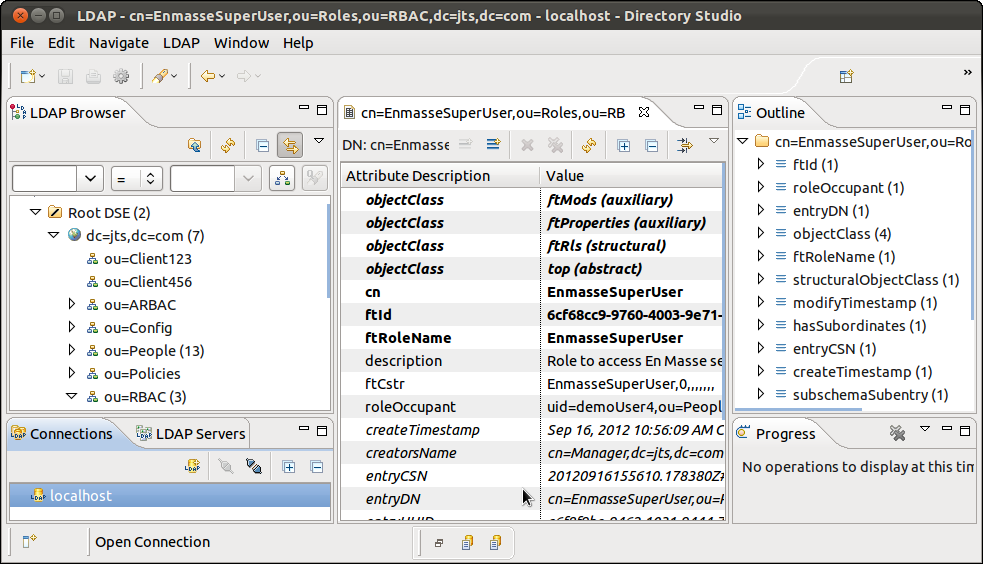 LDAP - cn=EnmasseSuperUser,ou=Roles,ou=RBAC,dc=jts,dc=com - localhost - Directory Studio
File Edit Navigate LDAP Window Help
LDAP Browser
=
Root DSE (2)
dc=jts,dc=com (7)
ou=Client123
ou=Client456
ou=ARBAC
ou=Config
ou=People (13)
ou=Policies
ou=RBAC (3)
Connections
LDAP Servers
localhost
Open Connection
cn=EnmasseSuperUser,ou=Roles,ou=RB
DN: cn=Enmasse
Attribute Description Value
objectClass ftMods (auxiliary)
objectClass ftProperties (auxiliary)
objectClass ftRls (structural)
objectClass top (abstract)
cn EnmasseSuperUser
ftId 6cf68cc9-9760-4003-9e71-
ftRoleName EnmasseSuperUser
description Role to access En Masse se
ftCstr EnmasseSuperUser,0,,,,,,,
roleOccupant uid=demoUser4,ou=Peopl
createTimestamp Sep 16, 2012 10:56:09 AM C
creatorsName cn=Manager,dc=jts,dc=com
entryCSN 20120916155610.178380Z#
entryDN cn=EnmasseSuperUser,ou=R
Outline
cn=EnmasseSuperUser,ou=Ro
ftId (1)
roleOccupant (1)
entryDN (1)
objectClass (4)
ftRoleName (1)
structuralObjectClass (1)
modifyTimestamp (1)
hasSubordinates (1)
entryCSN (1)
createTimestamp (1)
subschemaSubentry (1)
Progress
No operations to display at this tim